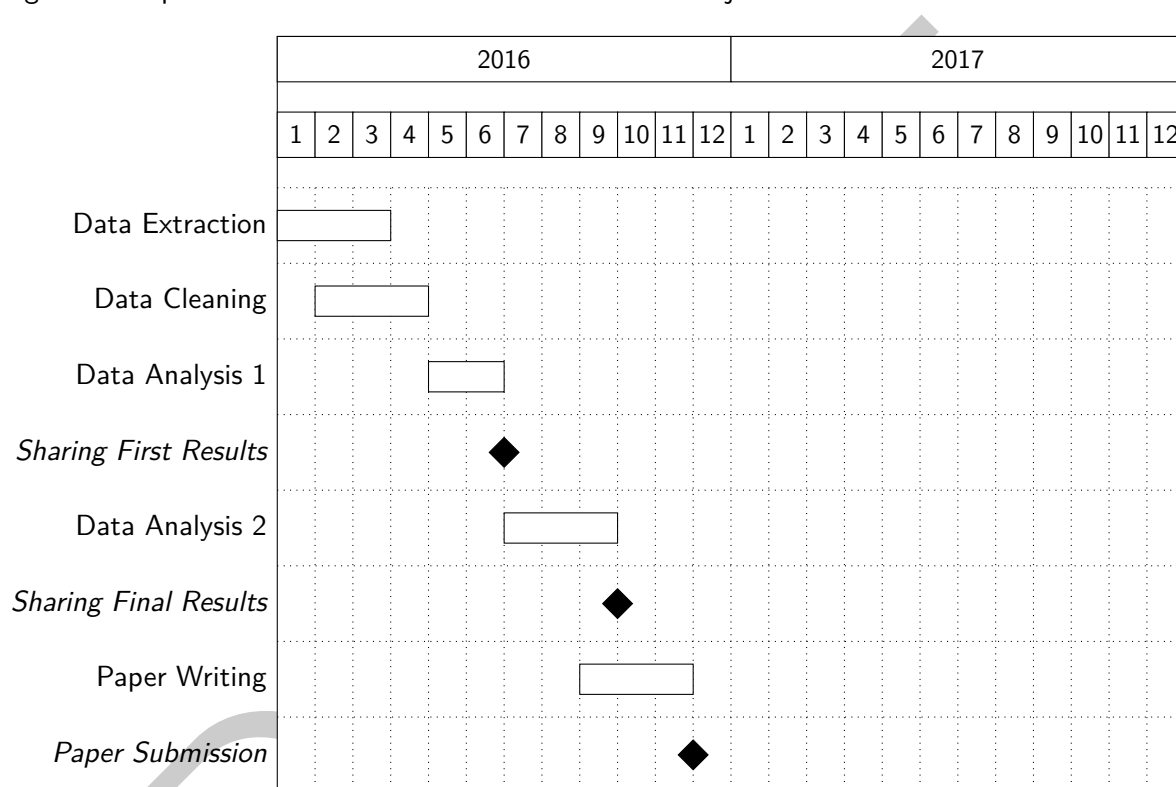 2016 2017
1 2 3 4 5 6 7 8 9 10 11 12 1 2 3 4 5 6 7 8 9 10 11 12
Data Extraction
Data Cleaning
Data Analysis 1
Sharing First Results
Data Analysis 2
Sharing Final Results
Paper Writing
Paper Submission